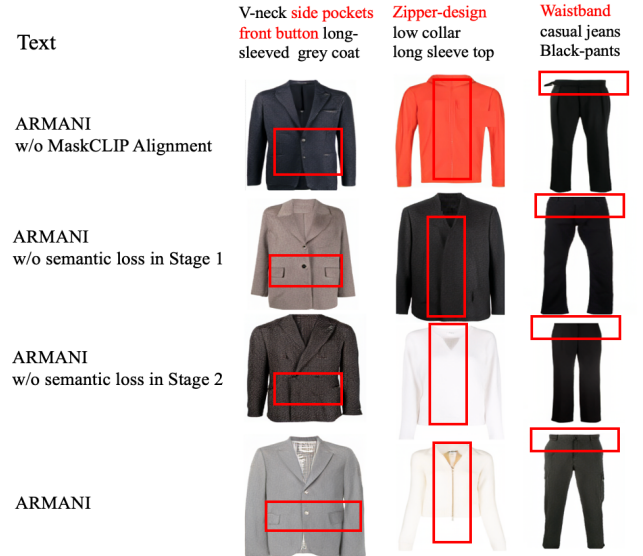 Text
V-neck side pockets
front button long-
sleeved grey coat
Zipper-design
low collar
long sleeve top
Waistband
casual jeans
Black-pants
ARMANI
w/o MaskCLIP Alignment
ARMANI
w/o semantic loss in Stage 1
ARMANI
w/o semantic loss in Stage 2
ARMANI